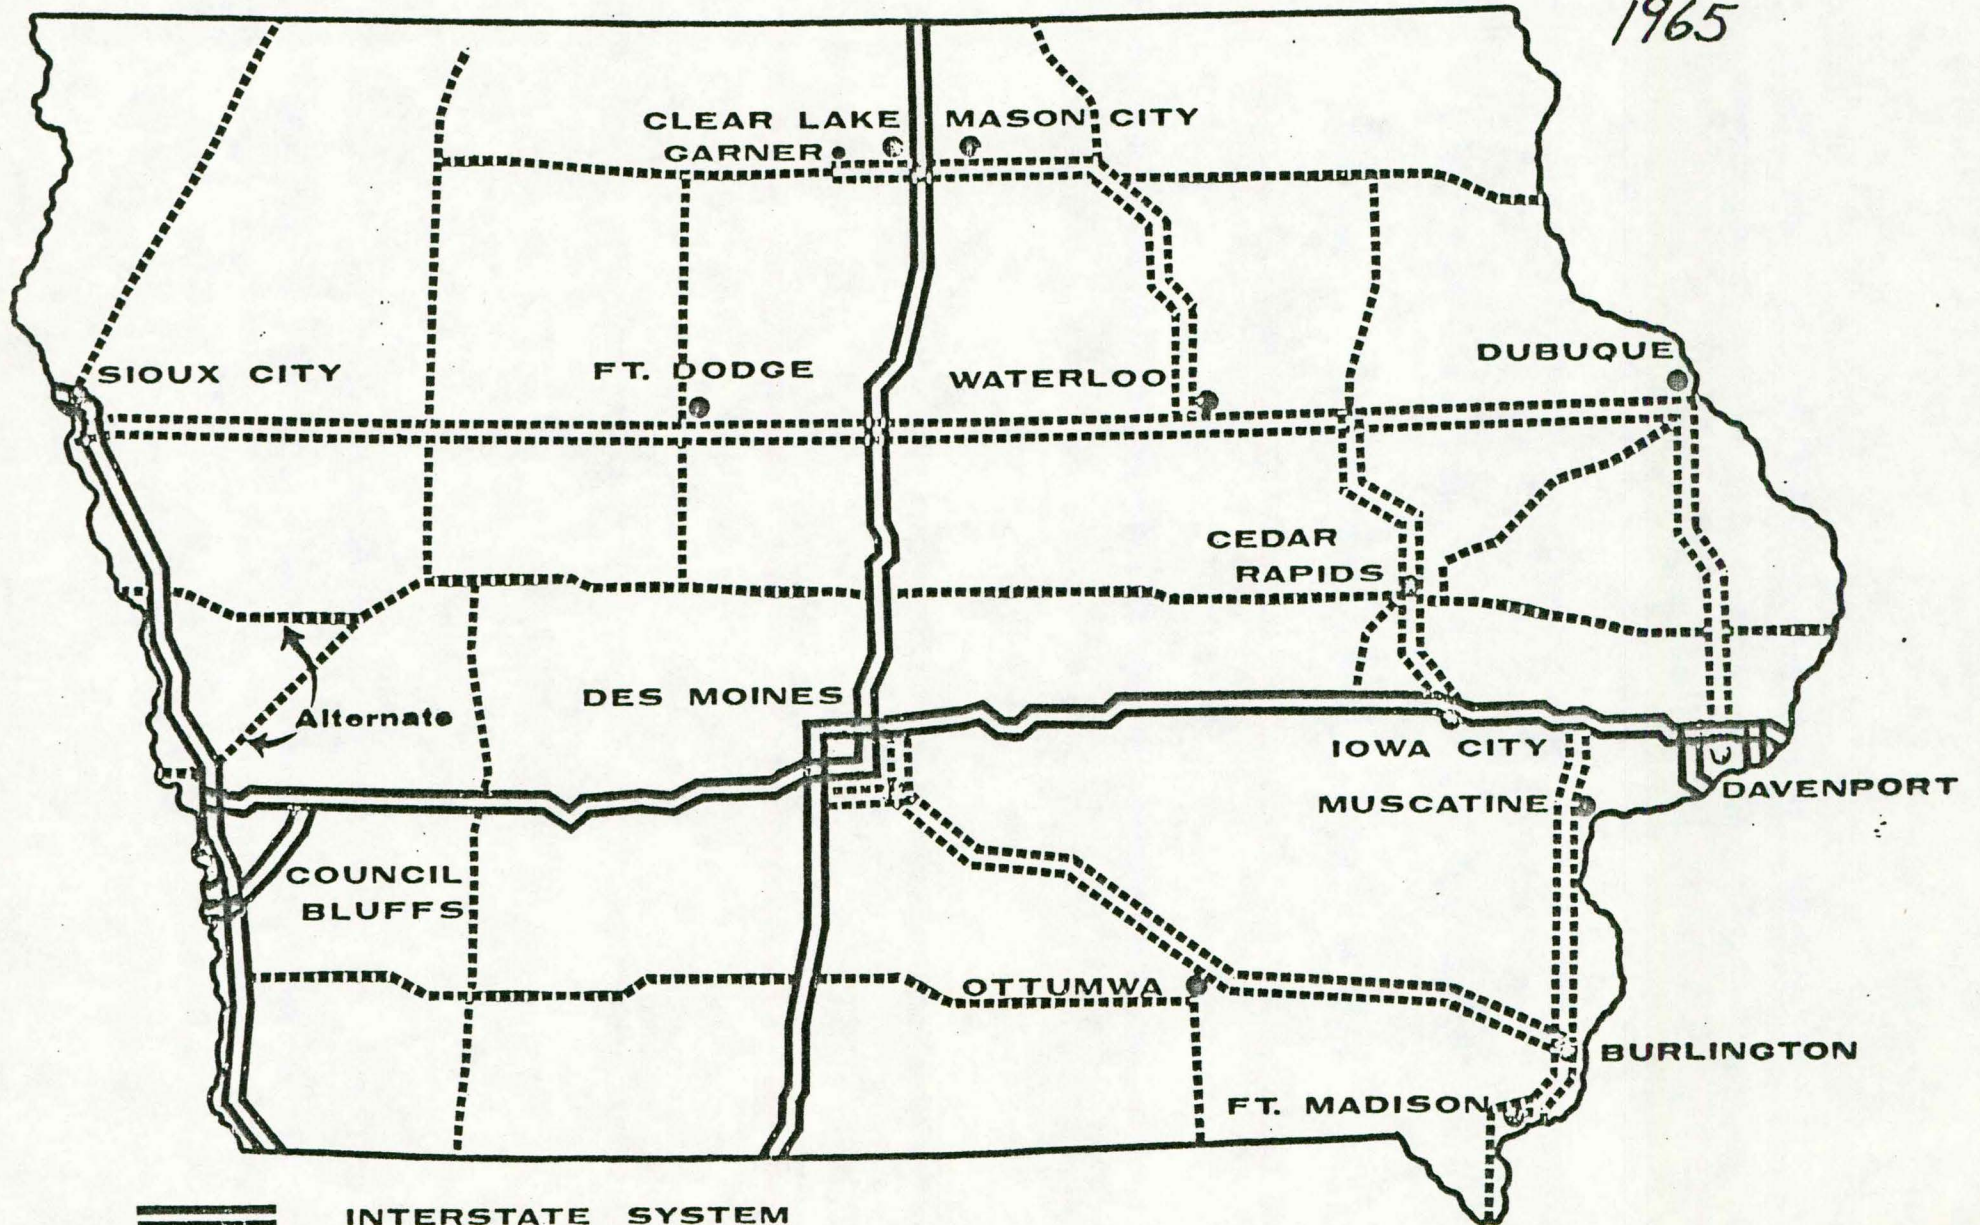 1965
CLEAR LAKE
MASON CITY
GARNER
SIOUX CITY
FT. DODGE
WATERLOO
DUBUQUE
CEDAR
RAPIDS
DES MOINES
Alternate
IOWA CITY
DAVENPORT
MUSCATINE
COUNCIL
BLUFFS
OTTUMWA
BURLINGTON
FT. MADISON
INTERSTATE SYSTEM